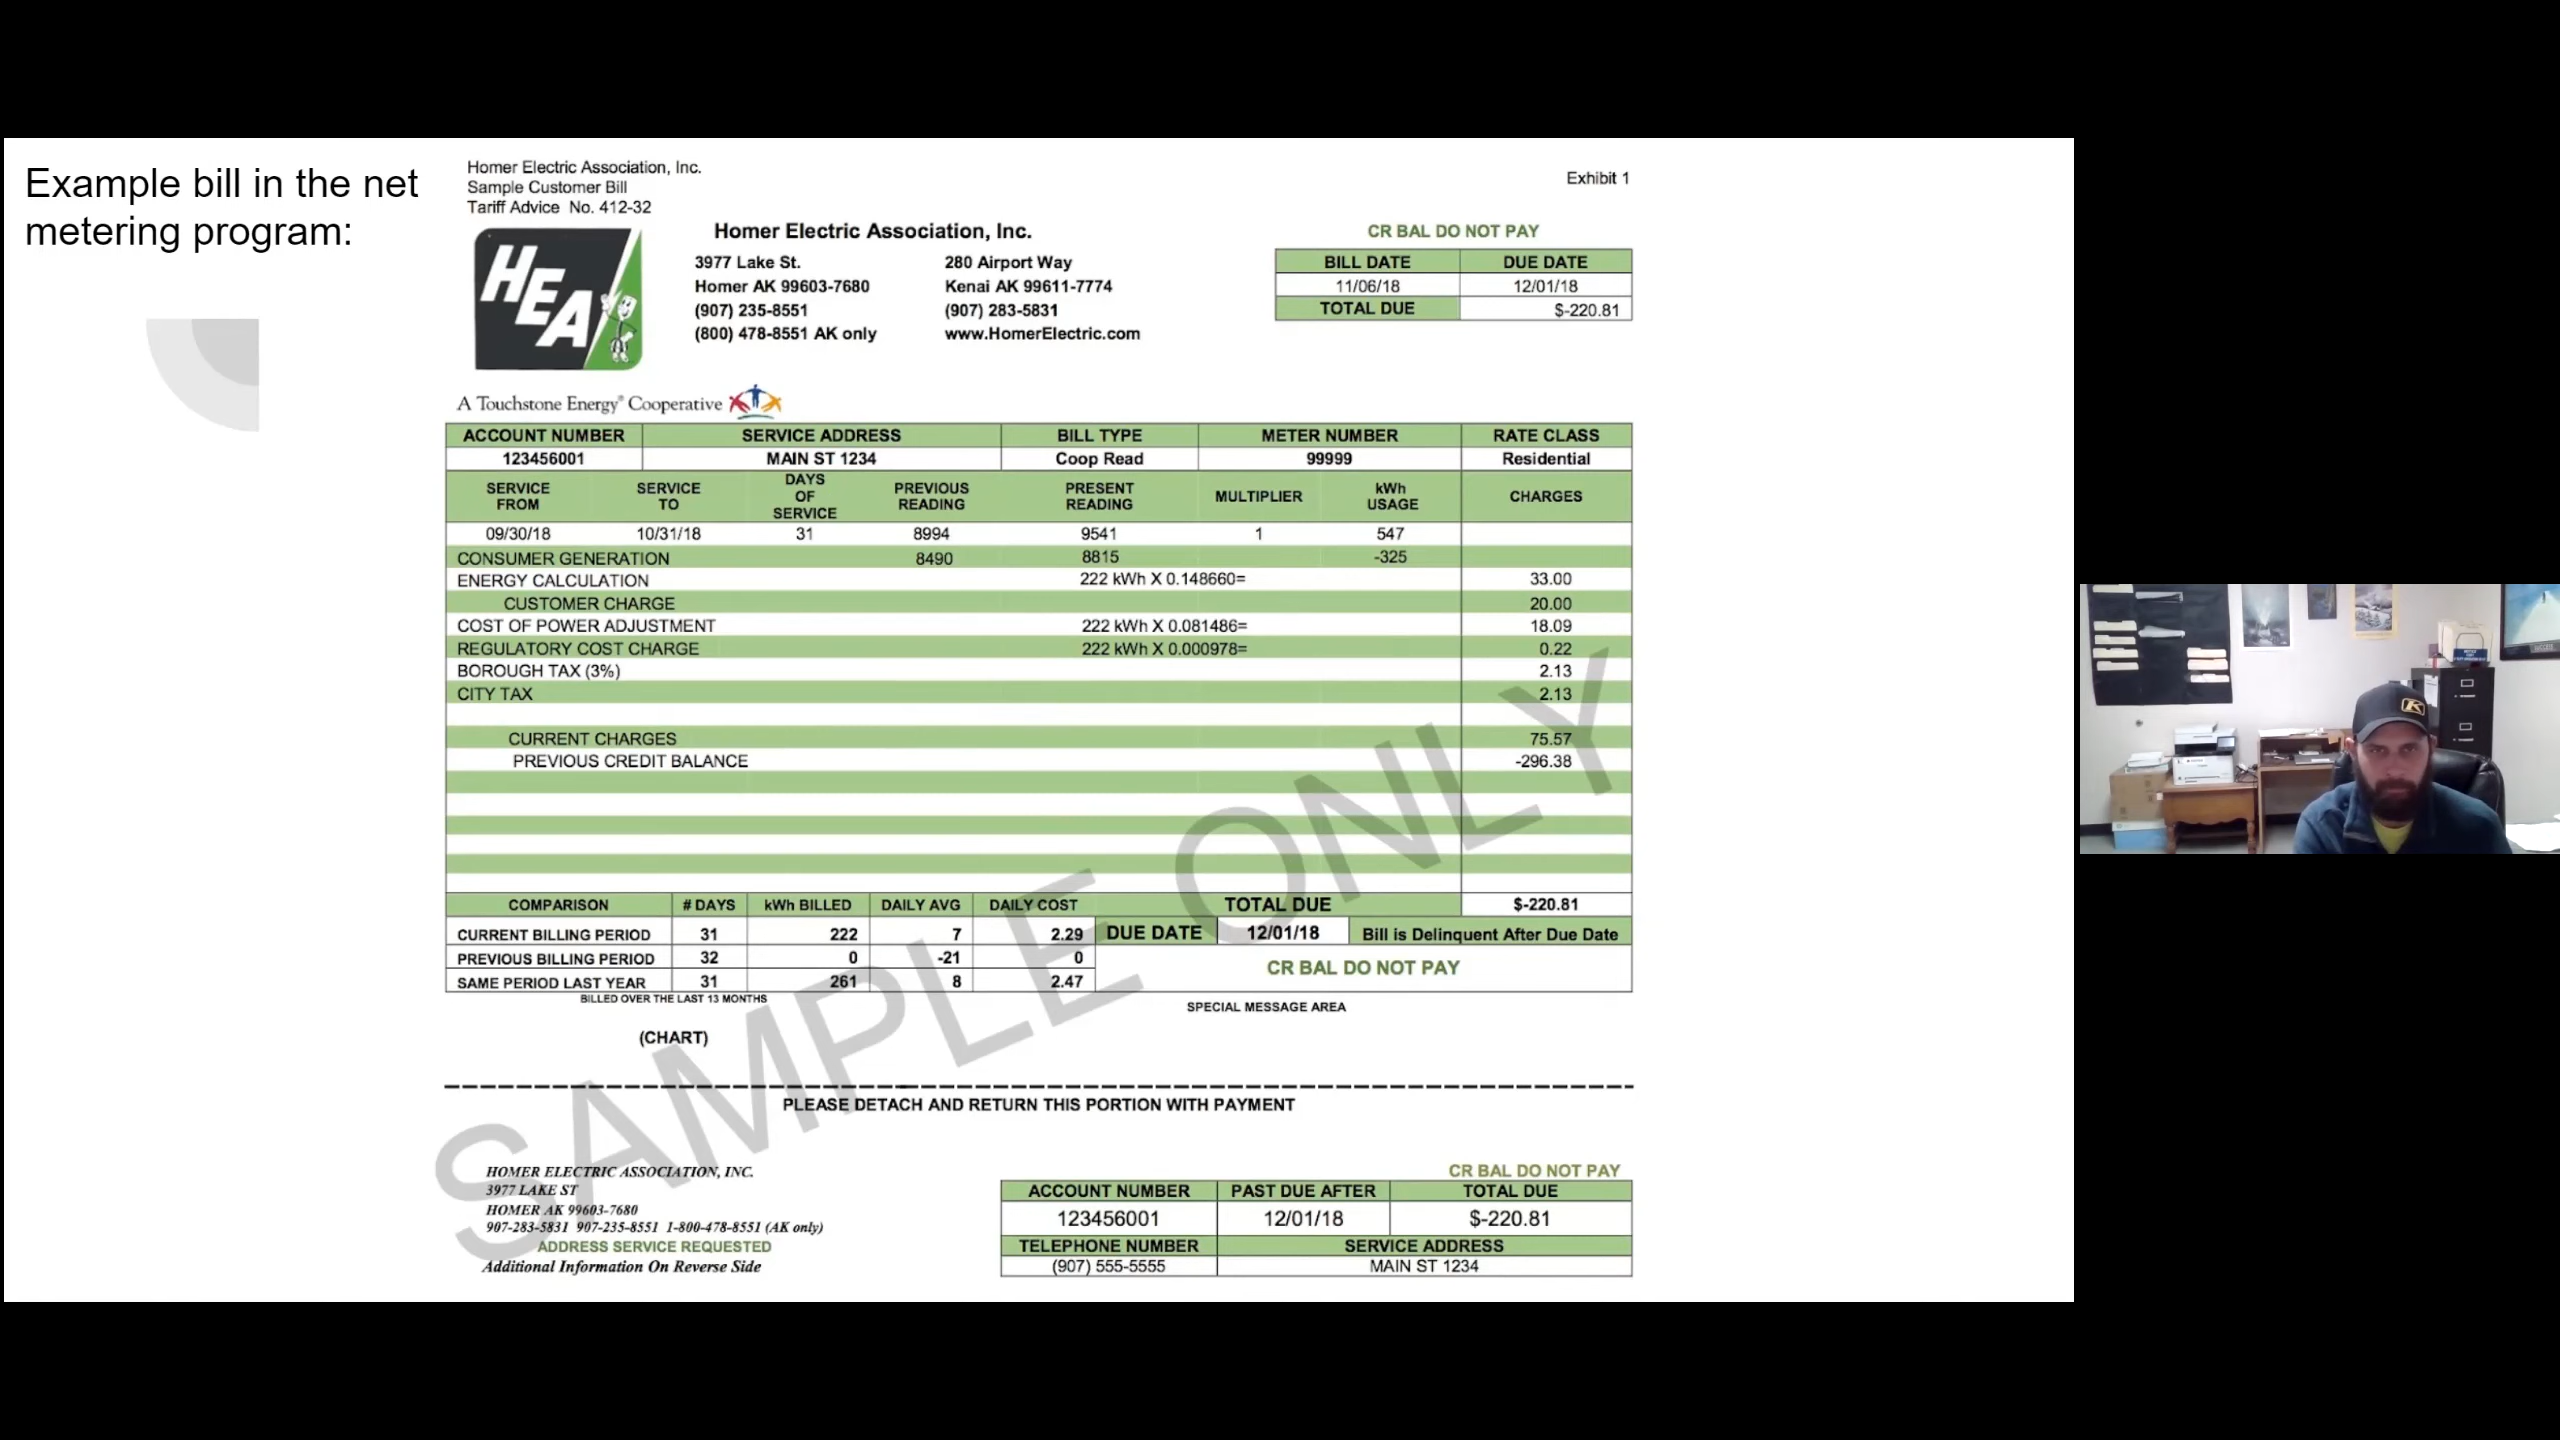 Example bill in the net
metering program:
Homer Electric Association, Inc.
Sample Customer Bill
Tariff Advice No. 412-32
Exhibit 1
HEA
Homer Electric Association, Inc.
3977 Lake St. 280 Airport Way
Homer AK 99603-7680 Kenai AK 99611-7774
(907) 235-8551 (907) 283-5831
(800) 478-8551 AK only www.HomerElectric.com
CR BAL DO NOT PAY
BILL DATE DUE DATE
11/06/18 12/01/18
TOTAL DUE $-220.81
A Touchstone Energy® Cooperative
ACCOUNT NUMBER SERVICE ADDRESS BILL TYPE METER NUMBER RATE CLASS
123456001 MAIN ST 1234 Coop Read 99999 Residential
SERVICE FROM SERVICE TO DAYS OF SERVICE PREVIOUS READING PRESENT READING MULTIPLIER kWh USAGE CHARGES
09/30/18 10/31/18 31 8994 9541 1 547
CONSUMER GENERATION 8490 8815 -325
ENERGY CALCULATION 222 kWh X 0.148660= 33.00
CUSTOMER CHARGE 20.00
COST OF POWER ADJUSTMENT 222 kWh X 0.081486= 18.09
REGULATORY COST CHARGE 222 kWh X 0.000978= 0.22
BOROUGH TAX (3%) 2.13
CITY TAX 2.13
CURRENT CHARGES 75.57
PREVIOUS CREDIT BALANCE -296.38
COMPARISON # DAYS kWh BILLED DAILY AVG DAILY COST TOTAL DUE $-220.81
CURRENT BILLING PERIOD 31 222 7 2.29 DUE DATE 12/01/18 Bill is Delinquent After Due Date
PREVIOUS BILLING PERIOD 32 0 -21 0 CR BAL DO NOT PAY
SAME PERIOD LAST YEAR 31 261 8 2.47
BILLED OVER THE LAST 13 MONTHS
SPECIAL MESSAGE AREA
(CHART)
SAMPLE ONLY
PLEASE DETACH AND RETURN THIS PORTION WITH PAYMENT
HOMER ELECTRIC ASSOCIATION, INC.
3977 LAKE ST
HOMER AK 99603-7680
907-283-5831 907-235-8551 1-800-478-8551 (AK only)
ADDRESS SERVICE REQUESTED
Additional Information On Reverse Side
CR BAL DO NOT PAY
ACCOUNT NUMBER PAST DUE AFTER TOTAL DUE
123456001 12/01/18 $-220.81
TELEPHONE NUMBER SERVICE ADDRESS
(907) 555-5555 MAIN ST 1234
K